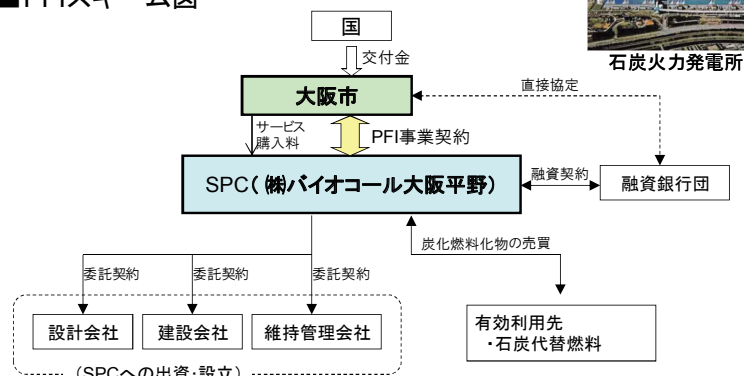 ■PFIスキーム図
国
石炭火力発電所
交付金
直接協定
大阪市
サービス
購入料
PFI事業契約
SPC(㈱バイオコール大阪平野)
融資契約
融資銀行団
炭化燃料化物の売買
委託契約
委託契約
委託契約
設計会社
建設会社
維持管理会社
有効利用先
・石炭代替燃料
(SPCへの出資・設立)